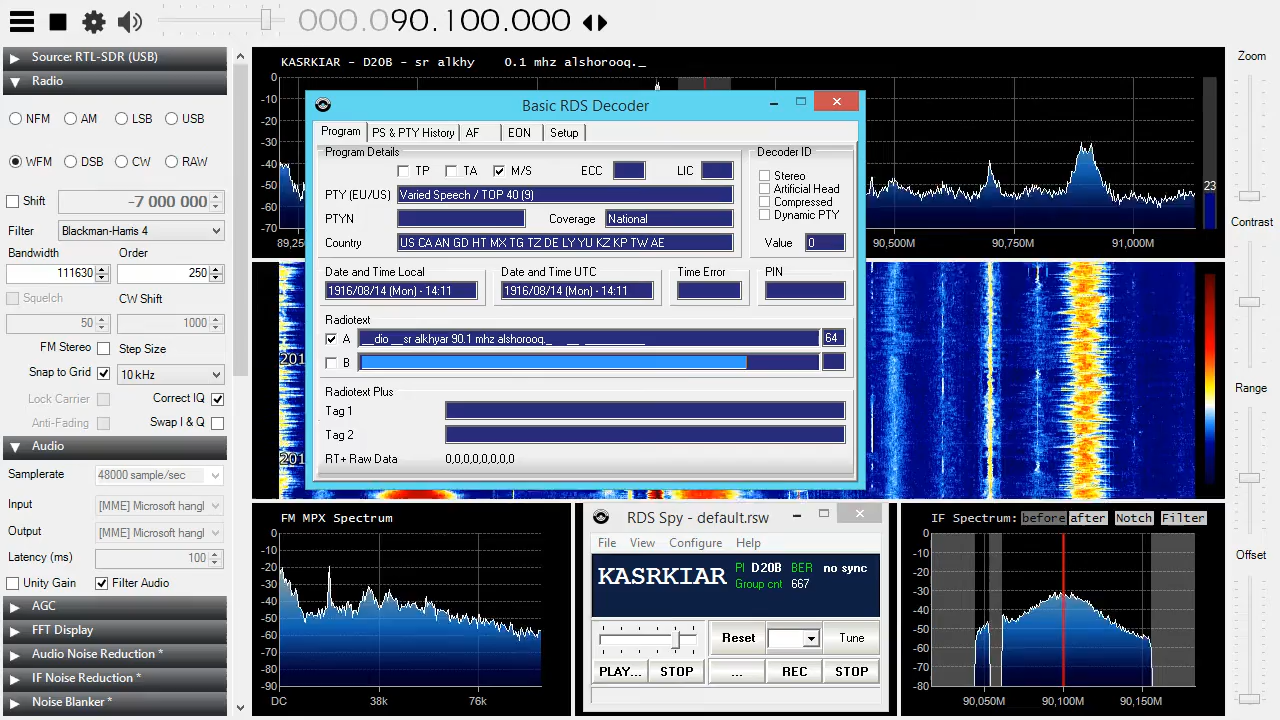 000.090.100.000
Source: RTL-SDR (USB)
Radio
NFM AM LSB USB
WFM DSB CW RAW
Shift -7 000 000
Filter Blackman-Harris 4
Bandwidth Order
111630 250
Squelch CW Shift
50 1000
FM Stereo Step Size
Snap to Grid 10 kHz
Lock Carrier Correct IQ
Anti-Fading Swap I & Q
Audio
Samplerate 48000 sample/sec
Input [MME] Microsoft hangl
Output [MME] Microsoft hangl
Latency (ms) 100
Unity Gain Filter Audio
AGC
FFT Display
Audio Noise Reduction *
IF Noise Reduction *
Noise Blanker *
KASRKIAR - D20B - sr alkhy 0.1 mhz alshorooq._
0
-10
-20
-30
-40
-50
-60
-70
89,250
90,500M 90,750M 91,000M
23
Basic RDS Decoder
Program PS & PTY History AF EON Setup
Program Details
TP TA M/S ECC LIC
PTY (EU/US) Varied Speech / TOP 40 (9)
PTYN Coverage National
Country US CA AN GD HT MX TG TZ DE LY YU KZ KP TW AE
Decoder ID
Stereo
Artificial Head
Compressed
Dynamic PTY
Value 0
Date and Time Local Date and Time UTC Time Error PIN
1916/08/14 (Mon) - 14:11 1916/08/14 (Mon) - 14:11
Radiotext
A __dio __sr alkhyar 90.1 mhz alshorooq._ __ __________ 64
B
Radiotext Plus
Tag 1
Tag 2
RT+ Raw Data 0,0,0,0,0,0,0
201
201
Zoom
Contrast
Range
Offset
FM MPX Spectrum
0
-10
-20
-30
-40
-50
-60
-70
-80
-90
DC 38k 76k
RDS Spy - default.rsw
File View Configure Help
KASRKIAR PI D20B BER no sync
Group cnt 667
Reset Tune
PLAY... STOP ... REC STOP
IF Spectrum: before after Notch Filter
0
-10
-20
-30
-40
-50
-60
-70
-80
90,050M 90,100M 90,150M